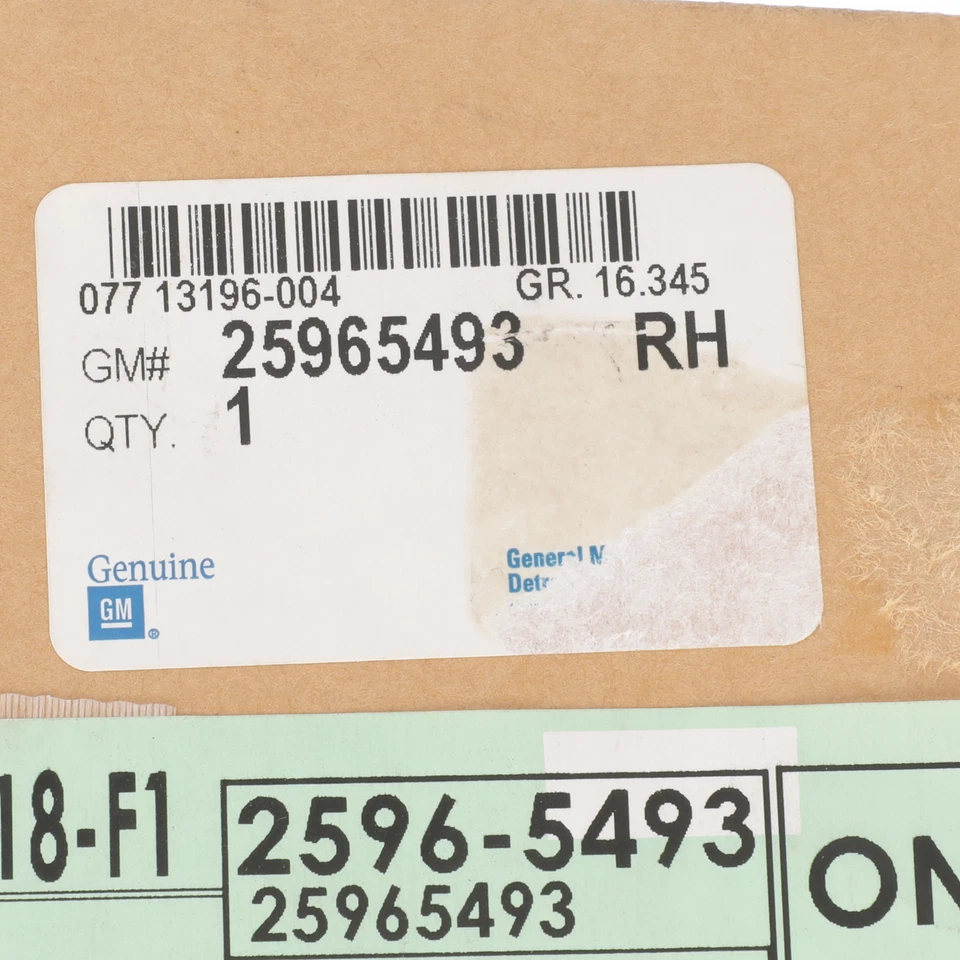 077 13196-004 GR. 16.345
GM# 25965493 RH
QTY. 1
Genuine
GM®
General
18-F1
2596-5493
25965493
ON